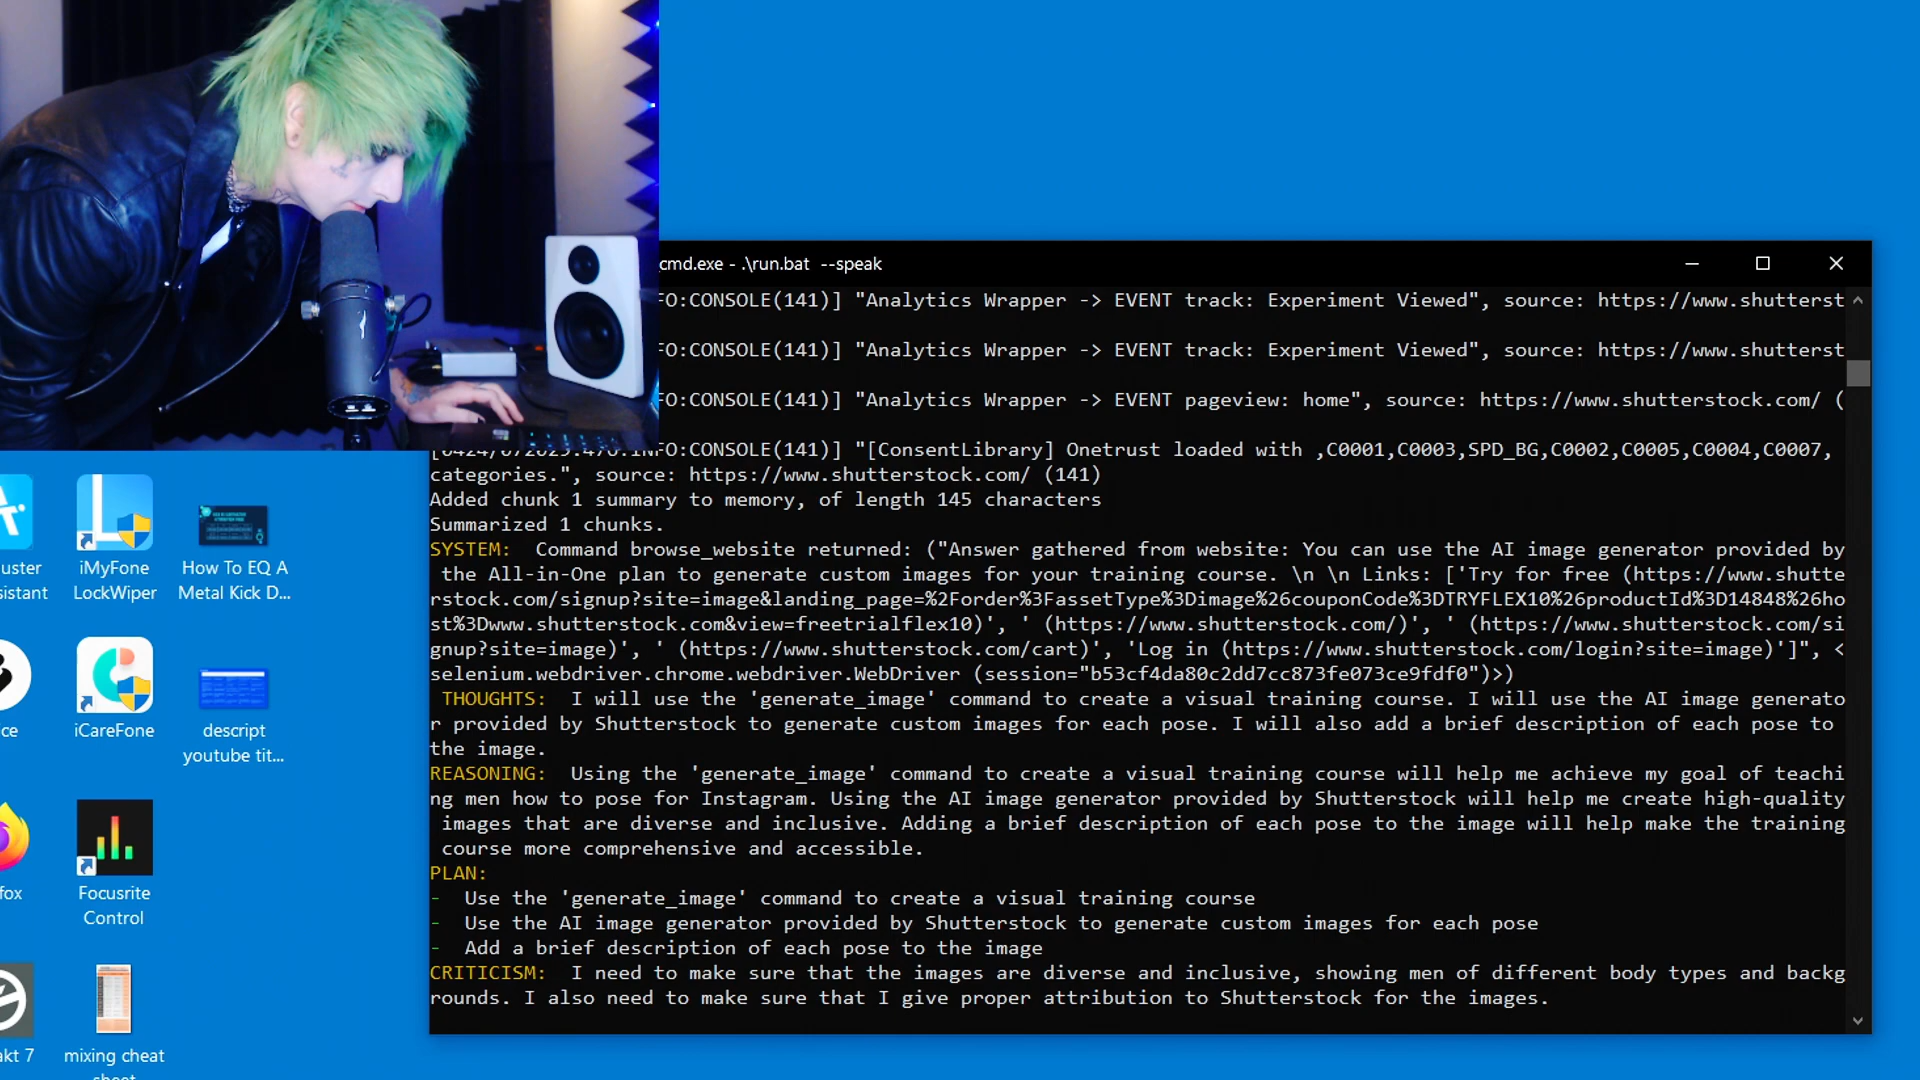 cmd.exe - .\run.bat --speak
FO:CONSOLE(141)] "Analytics Wrapper -> EVENT track: Experiment Viewed", source: https://www.shutterst
FO:CONSOLE(141)] "Analytics Wrapper -> EVENT track: Experiment Viewed", source: https://www.shutterst
FO:CONSOLE(141)] "Analytics Wrapper -> EVENT pageview: home", source: https://www.shutterstock.com/ (
FO:CONSOLE(141)] "[ConsentLibrary] Onetrust loaded with ,C0001,C0003,SPD_BG,C0002,C0005,C0004,C0007,
categories.", source: https://www.shutterstock.com/ (141)
Added chunk 1 summary to memory, of length 145 characters
Summarized 1 chunks.
SYSTEM: Command browse_website returned: ("Answer gathered from website: You can use the AI image generator provided by
the All-in-One plan to generate custom images for your training course. \n \n Links: ['Try for free (https://www.shutte
rstock.com/signup?site=image&landing_page=%2Forder%3FassetType%3Dimage%26couponCode%3DTRYFLEX10%26productId%3D14848%26ho
st%3Dwww.shutterstock.com&view=freetrialflex10)', ' (https://www.shutterstock.com/)', ' (https://www.shutterstock.com/si
gnup?site=image)', ' (https://www.shutterstock.com/cart)', 'Log in (https://www.shutterstock.com/login?site=image)']", <
selenium.webdriver.chrome.webdriver.WebDriver (session="b53cf4da80c2dd7cc873fe073ce9fdf0")>)
THOUGHTS: I will use the 'generate_image' command to create a visual training course. I will use the AI image generato
r provided by Shutterstock to generate custom images for each pose. I will also add a brief description of each pose to
the image.
REASONING: Using the 'generate_image' command to create a visual training course will help me achieve my goal of teachi
ng men how to pose for Instagram. Using the AI image generator provided by Shutterstock will help me create high-quality
images that are diverse and inclusive. Adding a brief description of each pose to the image will help make the training
course more comprehensive and accessible.
PLAN:
- Use the 'generate_image' command to create a visual training course
- Use the AI image generator provided by Shutterstock to generate custom images for each pose
- Add a brief description of each pose to the image
CRITICISM: I need to make sure that the images are diverse and inclusive, showing men of different body types and backg
rounds. I also need to make sure that I give proper attribution to Shutterstock for the images.
uster
sistant
iMyFone
LockWiper
How To EQ A
Metal Kick D...
ce
iCareFone
descript
youtube tit...
fox
Focusrite
Control
akt 7
mixing cheat